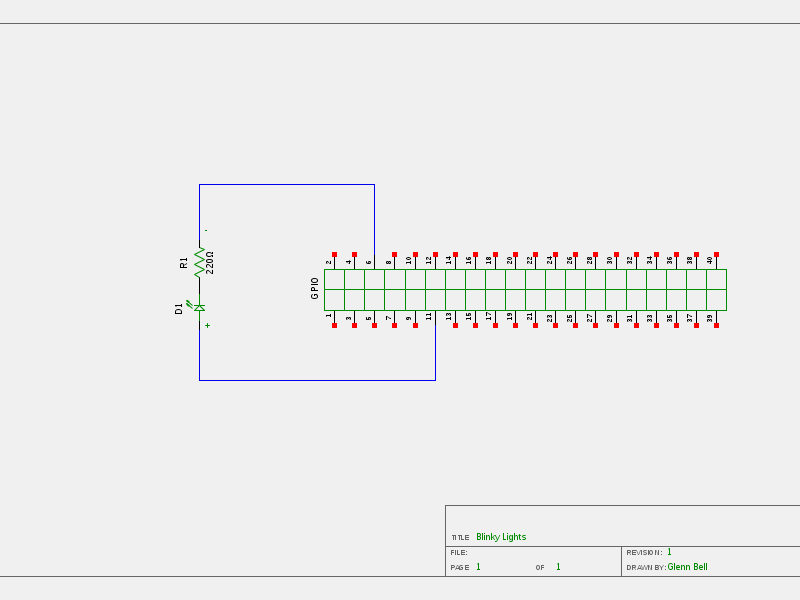 -
R1
220Ω
D1
+
GPIO
2 4 6 8 10 12 14 16 18 20 22 24 26 28 30 32 34 36 38 40
1 3 5 7 9 11 13 15 17 19 21 23 25 27 29 31 33 35 37 39
TITLE Blinky Lights
FILE: REVISION: 1
PAGE 1 OF 1 DRAWN BY: Glenn Bell